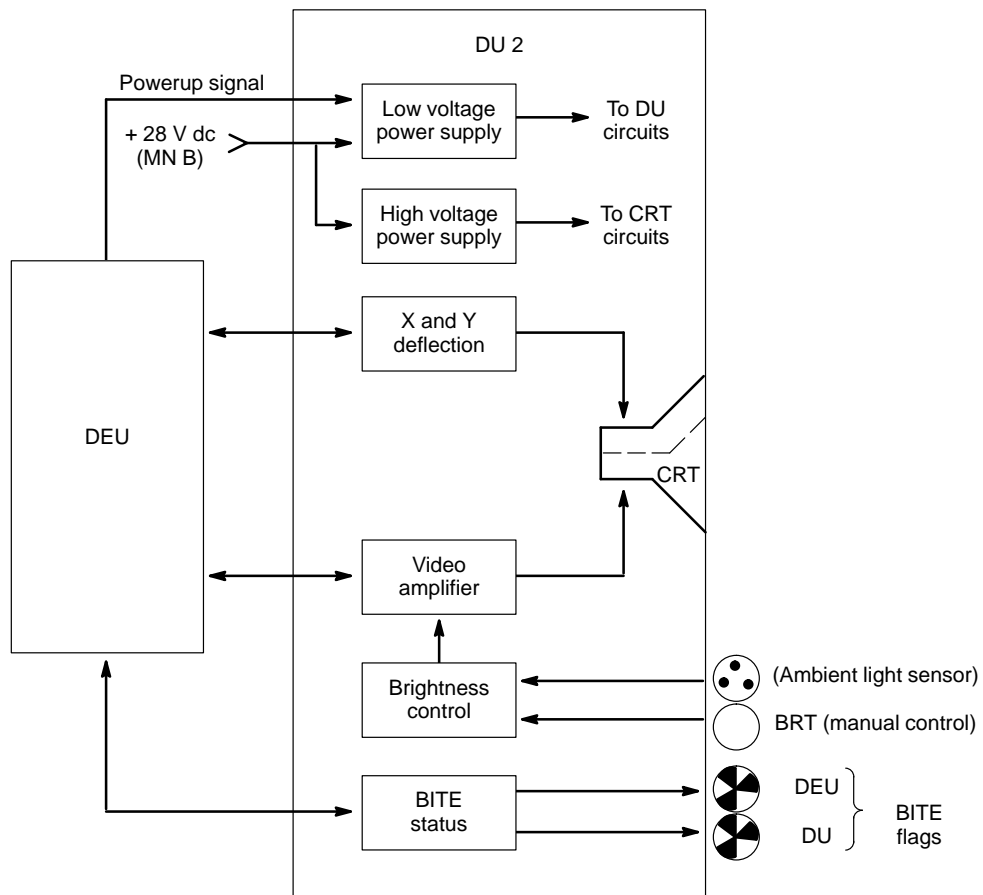 DU 2
Powerup signal
Low voltage
power supply
To DU
circuits
+ 28 V dc
(MN B)
High voltage
power supply
To CRT
circuits
X and Y
deflection
DEU
CRT
Video
amplifier
Brightness
control
(Ambient light sensor)
BRT (manual control)
BITE
status
DEU
DU
BITE
flags